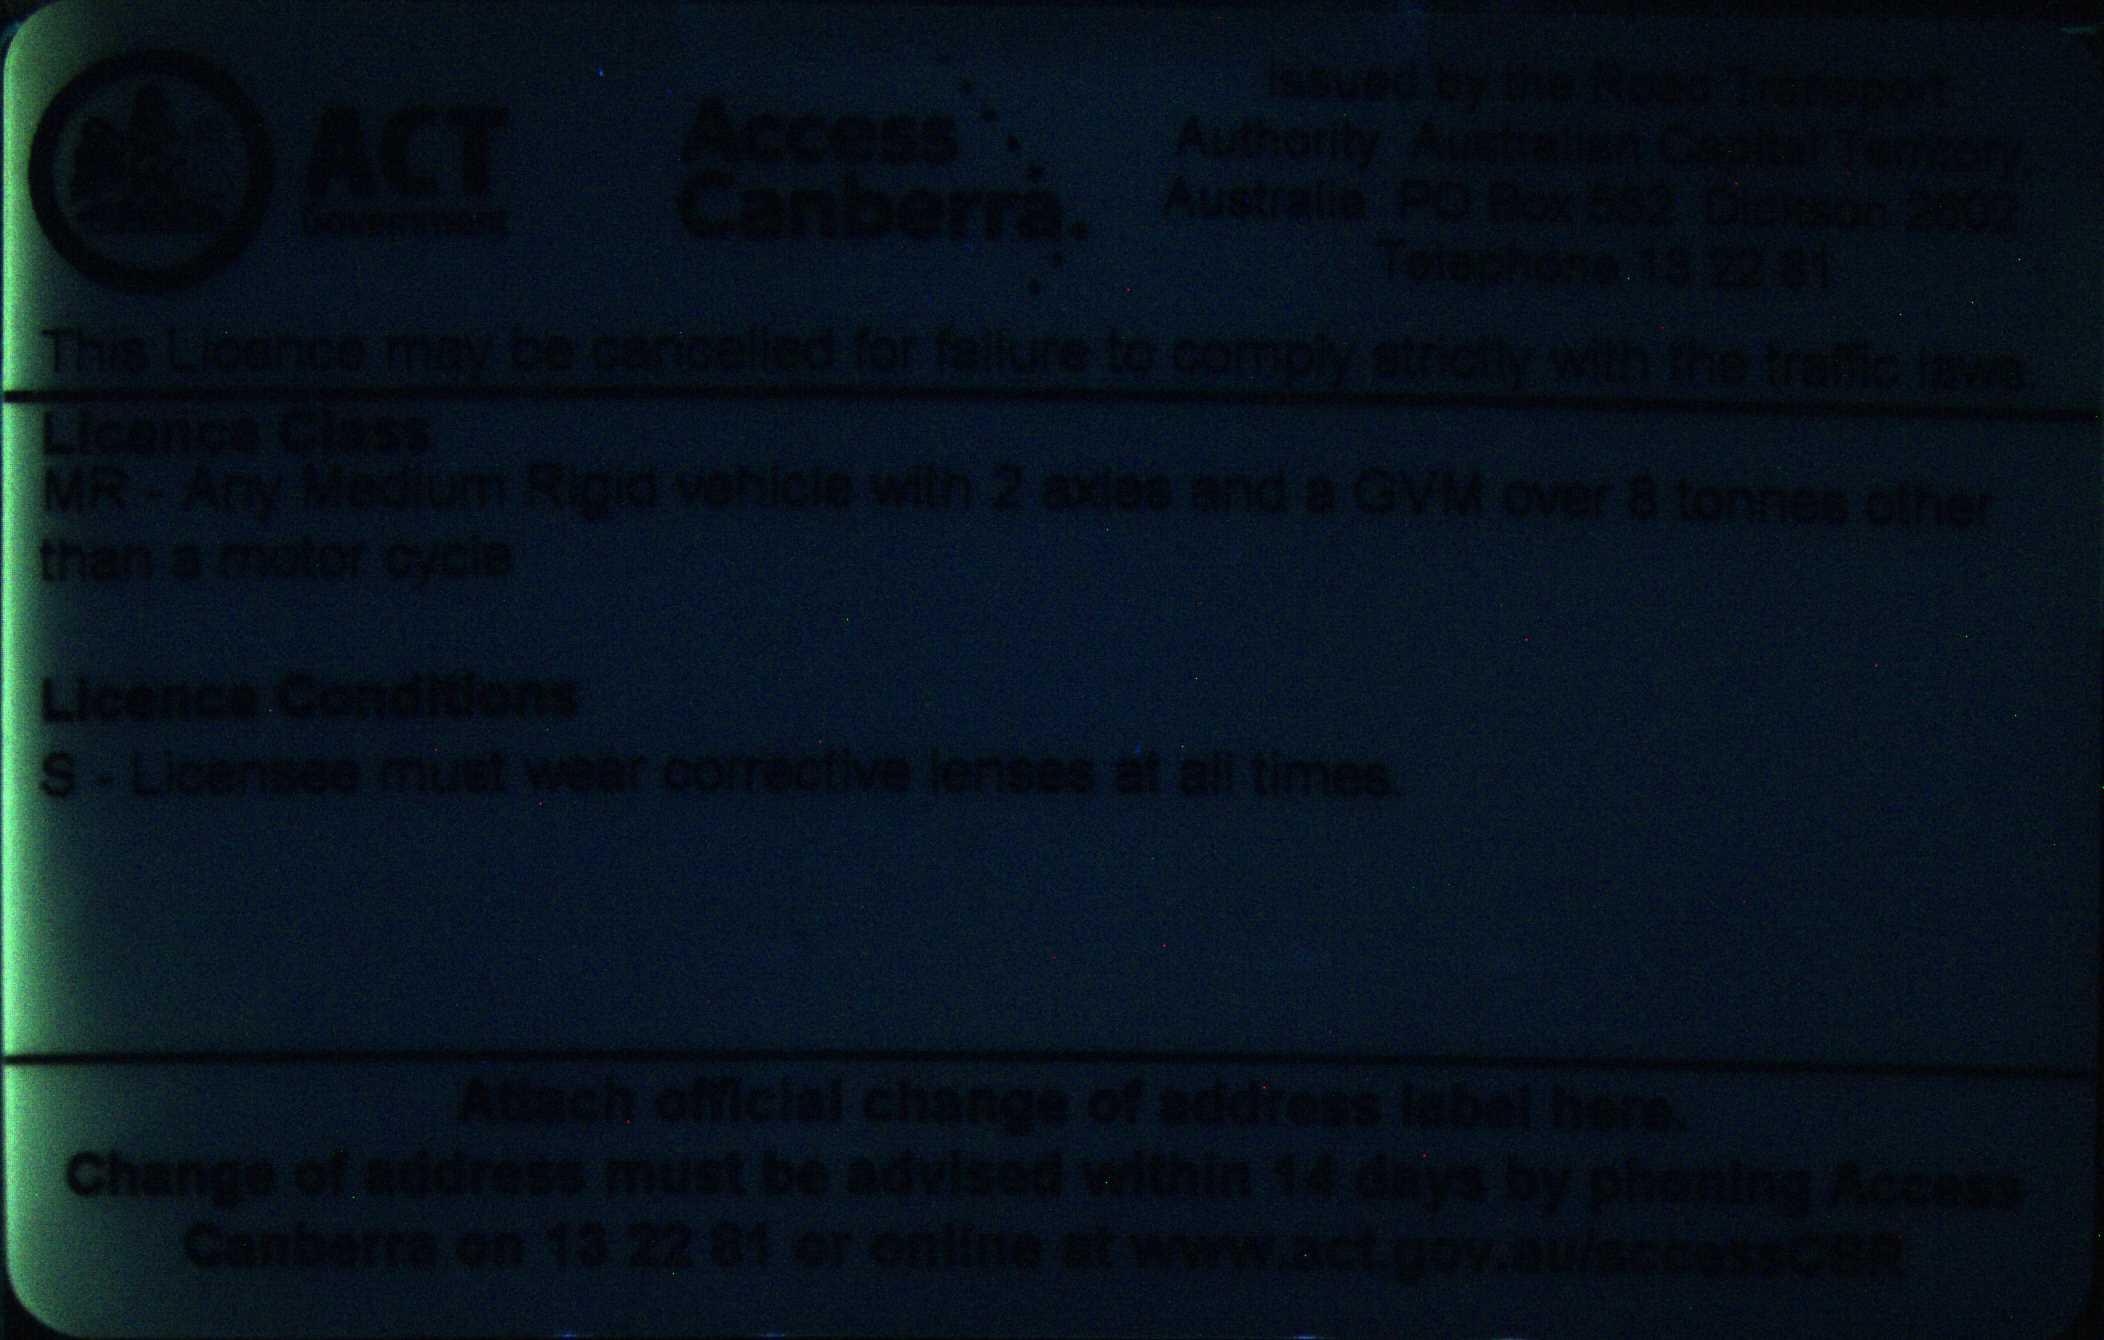 ACT
Government
Access
Canberra.
Issued by the Road Transport
Authority Australian Capital Territory,
Australia PO Box 582 Dickson 2602
Telephone 13 22 81
This Licence may be cancelled for failure to comply strictly with the traffic laws.
Licence Class
MR - Any Medium Rigid vehicle with 2 axles and a GVM over 8 tonnes other
than a motor cycle
Licence Conditions
S - Licensee must wear corrective lenses at all times.
Attach official change of address label here.
Change of address must be advised within 14 days by phoning Access
Canberra on 13 22 81 or online at www.act.gov.au/accessCBR